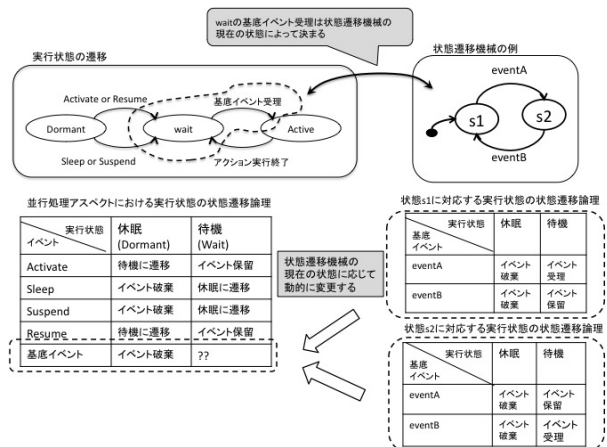 waitの基底イベント受理は状態遷移機械の
現在の状態によって決まる
実行状態の遷移
Activate or Resume
基底イベント受理
Dormant
wait
Active
Sleep or Suspend
アクション実行終了
状態遷移機械の例
eventA
s1
s2
eventB
並行処理アスペクトにおける実行状態の状態遷移論理
実行状態
イベント
休眠
(Dormant)
待機
(Wait)
Activate 待機に遷移 イベント保留
Sleep イベント破棄 休眠に遷移
Suspend イベント破棄 休眠に遷移
Resume 待機に遷移 イベント保留
基底イベント イベント破棄 ??
状態遷移機械の
現在の状態に応じて
動的に変更する
状態s1に対応する実行状態の状態遷移論理
実行状態
基底
イベント
休眠
待機
eventA
イベント
破棄
イベント
受理
eventB
イベント
破棄
イベント
保留
状態s2に対応する実行状態の状態遷移論理
実行状態
基底
イベント
休眠
待機
eventA
イベント
破棄
イベント
保留
eventB
イベント
破棄
イベント
受理